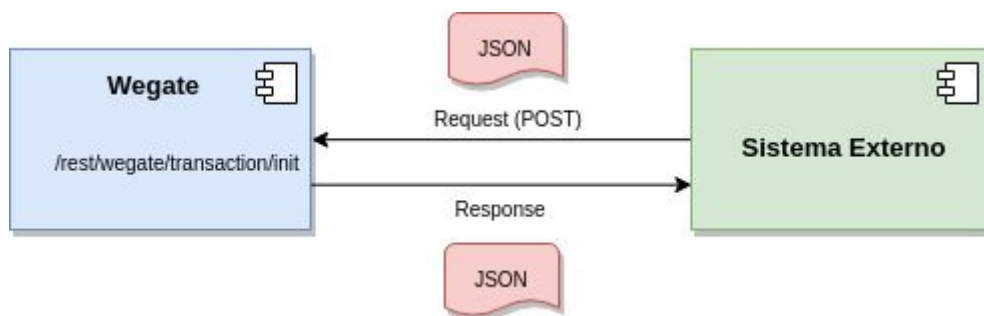 JSON
Wegate
Request (POST)
/rest/wegate/transaction/init
Sistema Externo
Response
JSON